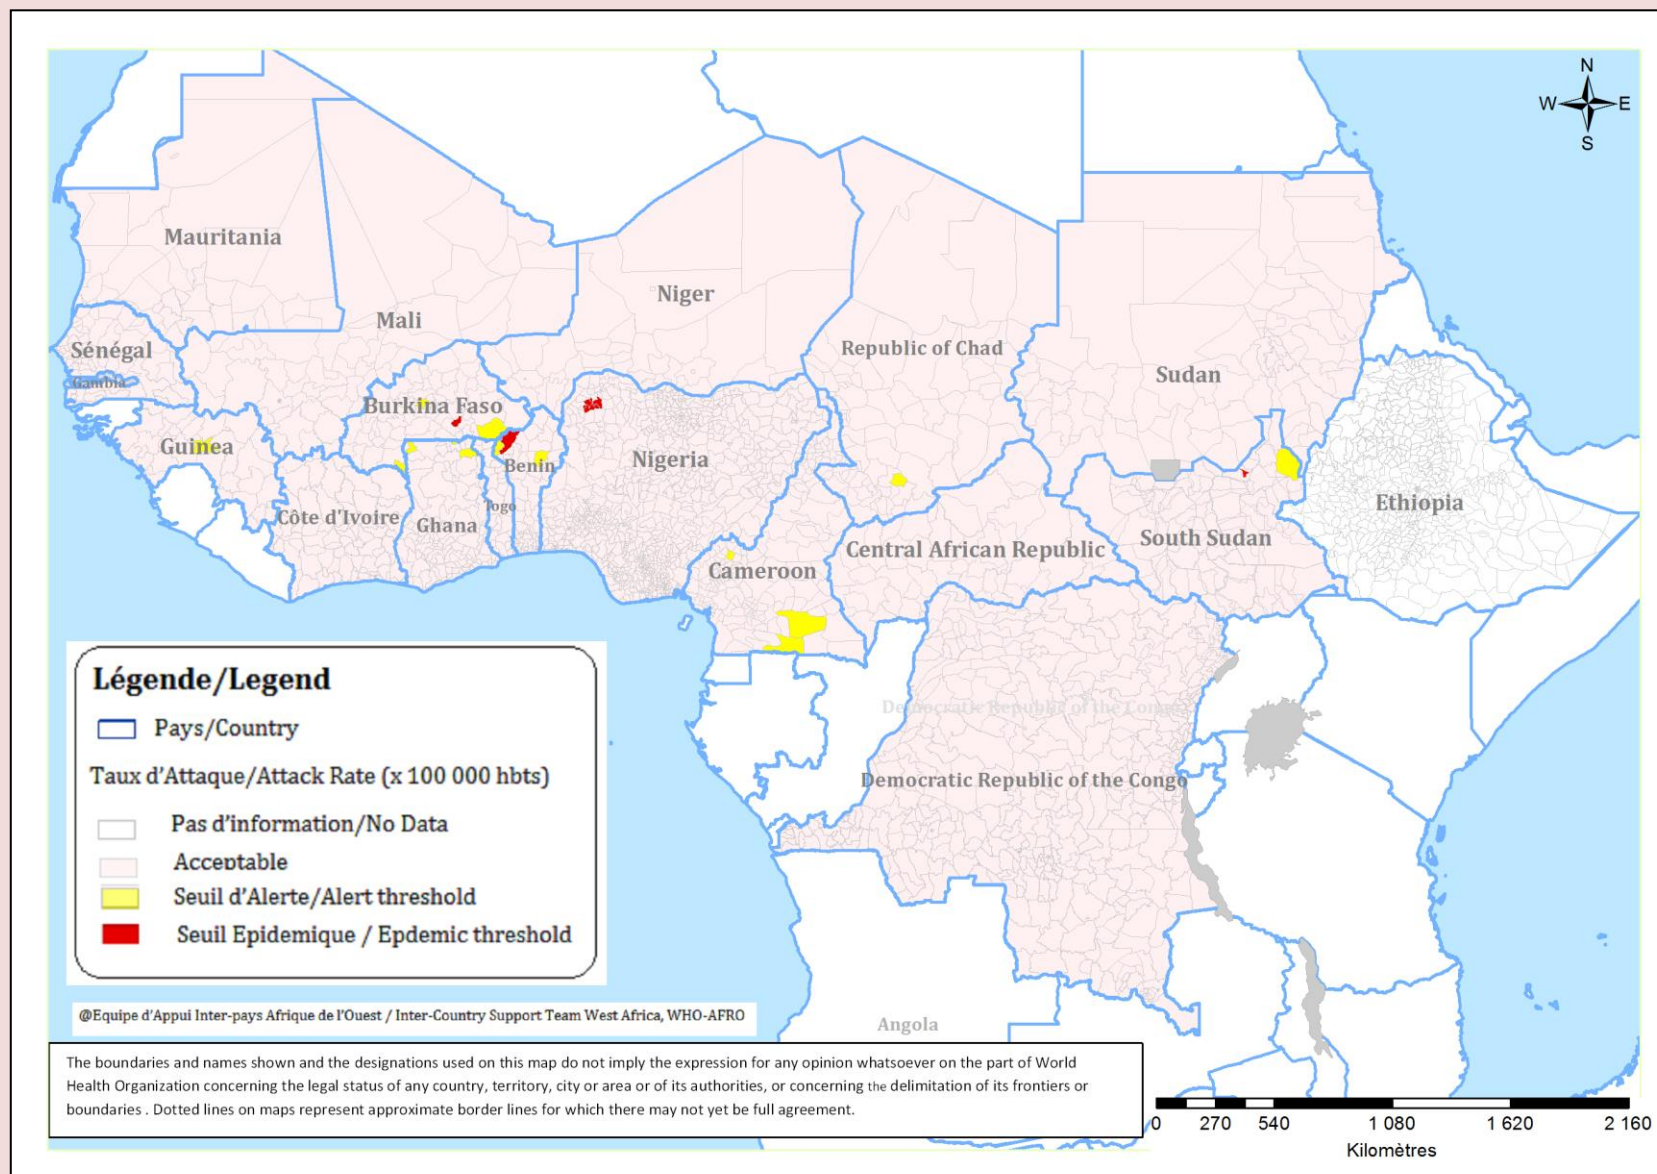 N
W E
S
Mauritania
Niger
Mali
Republic of Chad
Sénégal
Sudan
Gambia
Burkina Faso
Guinea
Nigeria
Benin
Ethiopia
Togo
Côte d'Ivoire
Ghana
South Sudan
Central African Republic
Cameroon
Democratic Republic of the Congo
Democratic Republic of the Congo
Angola
Légende/Legend
Pays/Country
Taux d'Attaque/Attack Rate (x 100 000 hbts)
Pas d'information/No Data
Acceptable
Seuil d'Alerte/Alert threshold
Seuil Epidemique / Epdemic threshold
@Equipe d'Appui Inter-pays Afrique de l'Ouest / Inter-Country Support Team West Africa, WHO-AFRO
The boundaries and names shown and the designations used on this map do not imply the expression for any opinion whatsoever on the part of World
Health Organization concerning the legal status of any country, territory, city or area or of its authorities, or concerning the delimitation of its frontiers or
boundaries . Dotted lines on maps represent approximate border lines for which there may not yet be full agreement.
0 270 540 1 080 1 620 2 160
Kilomètres